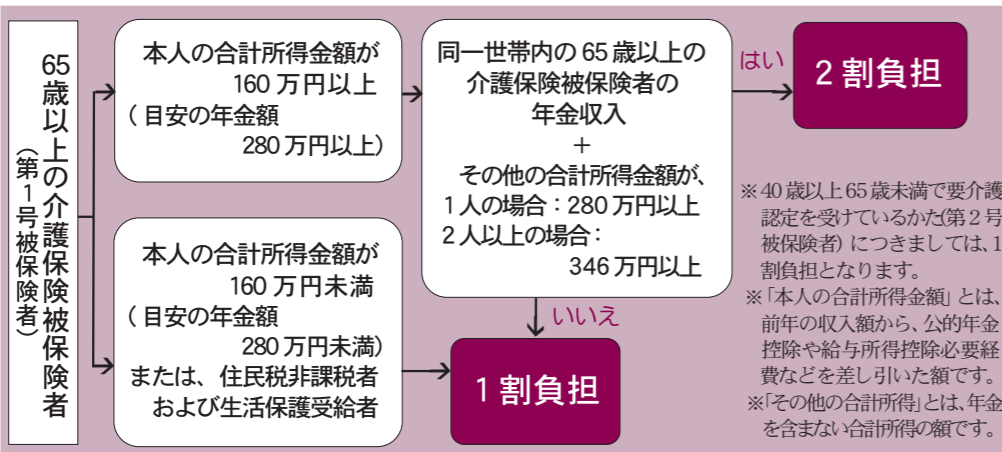 65歳以上の介護保険被保険者
（第１号被保険者）
本人の合計所得金額が
160万円以上
（目安の年金額
280万円以上）
本人の合計所得金額が
160万円未満
（目安の年金額
280万円未満）
または、住民税非課税者
および生活保護受給者
同一世帯内の65歳以上の
介護保険被保険者の
年金収入
＋
その他の合計所得金額が、
１人の場合：280万円以上
２人以上の場合：
346万円以上
はい
２割負担
いいえ
１割負担
※40歳以上65歳未満で要介護
認定を受けているかた(第２号
被保険者）につきましては、１
割負担となります。
※「本人の合計所得金額」とは、
前年の収入額から、公的年金
控除や給与所得控除必要経
費などを差し引いた額です。
※「その他の合計所得」とは、年金
を含まない合計所得の額です。